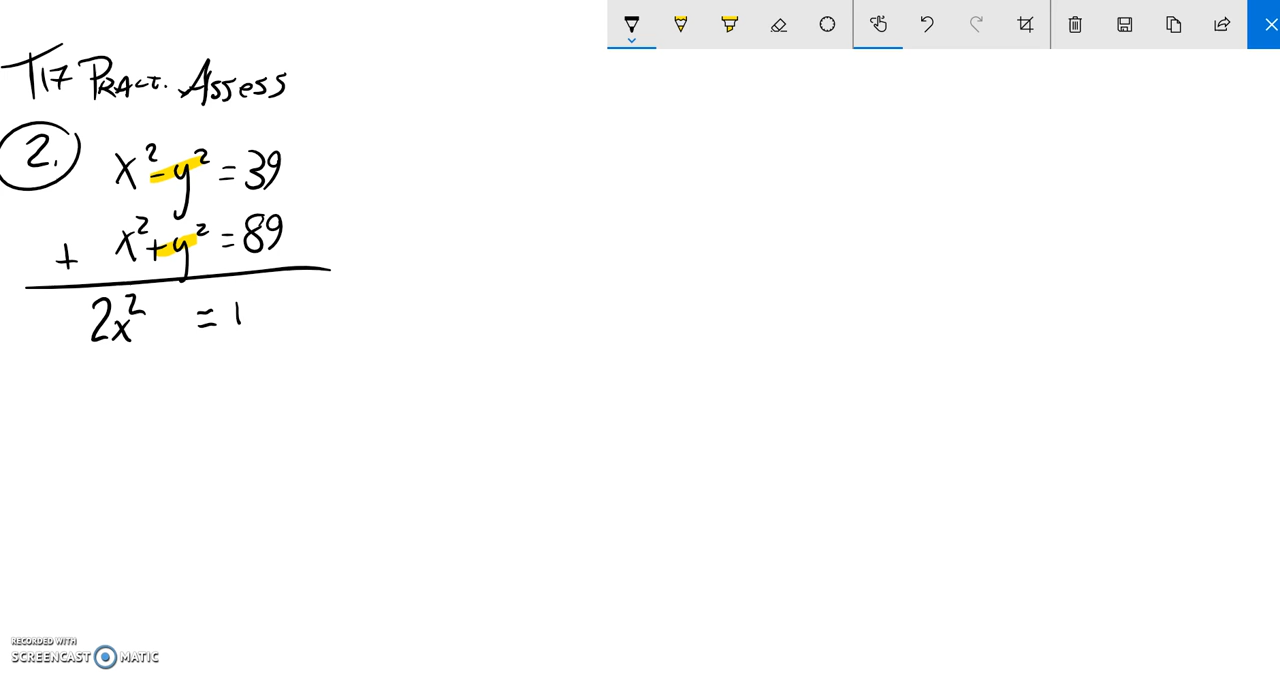 T17 PRACT. Assess
2. x² - y² = 39
+ x² + y² = 89
2x² = 1
RECORDED WITH
SCREENCAST MATIC